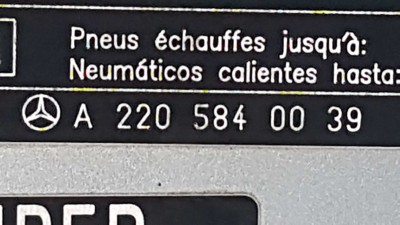 Pneus échauffes jusqu'à:
Neumáticos calientes hasta:
A 220 584 00 39